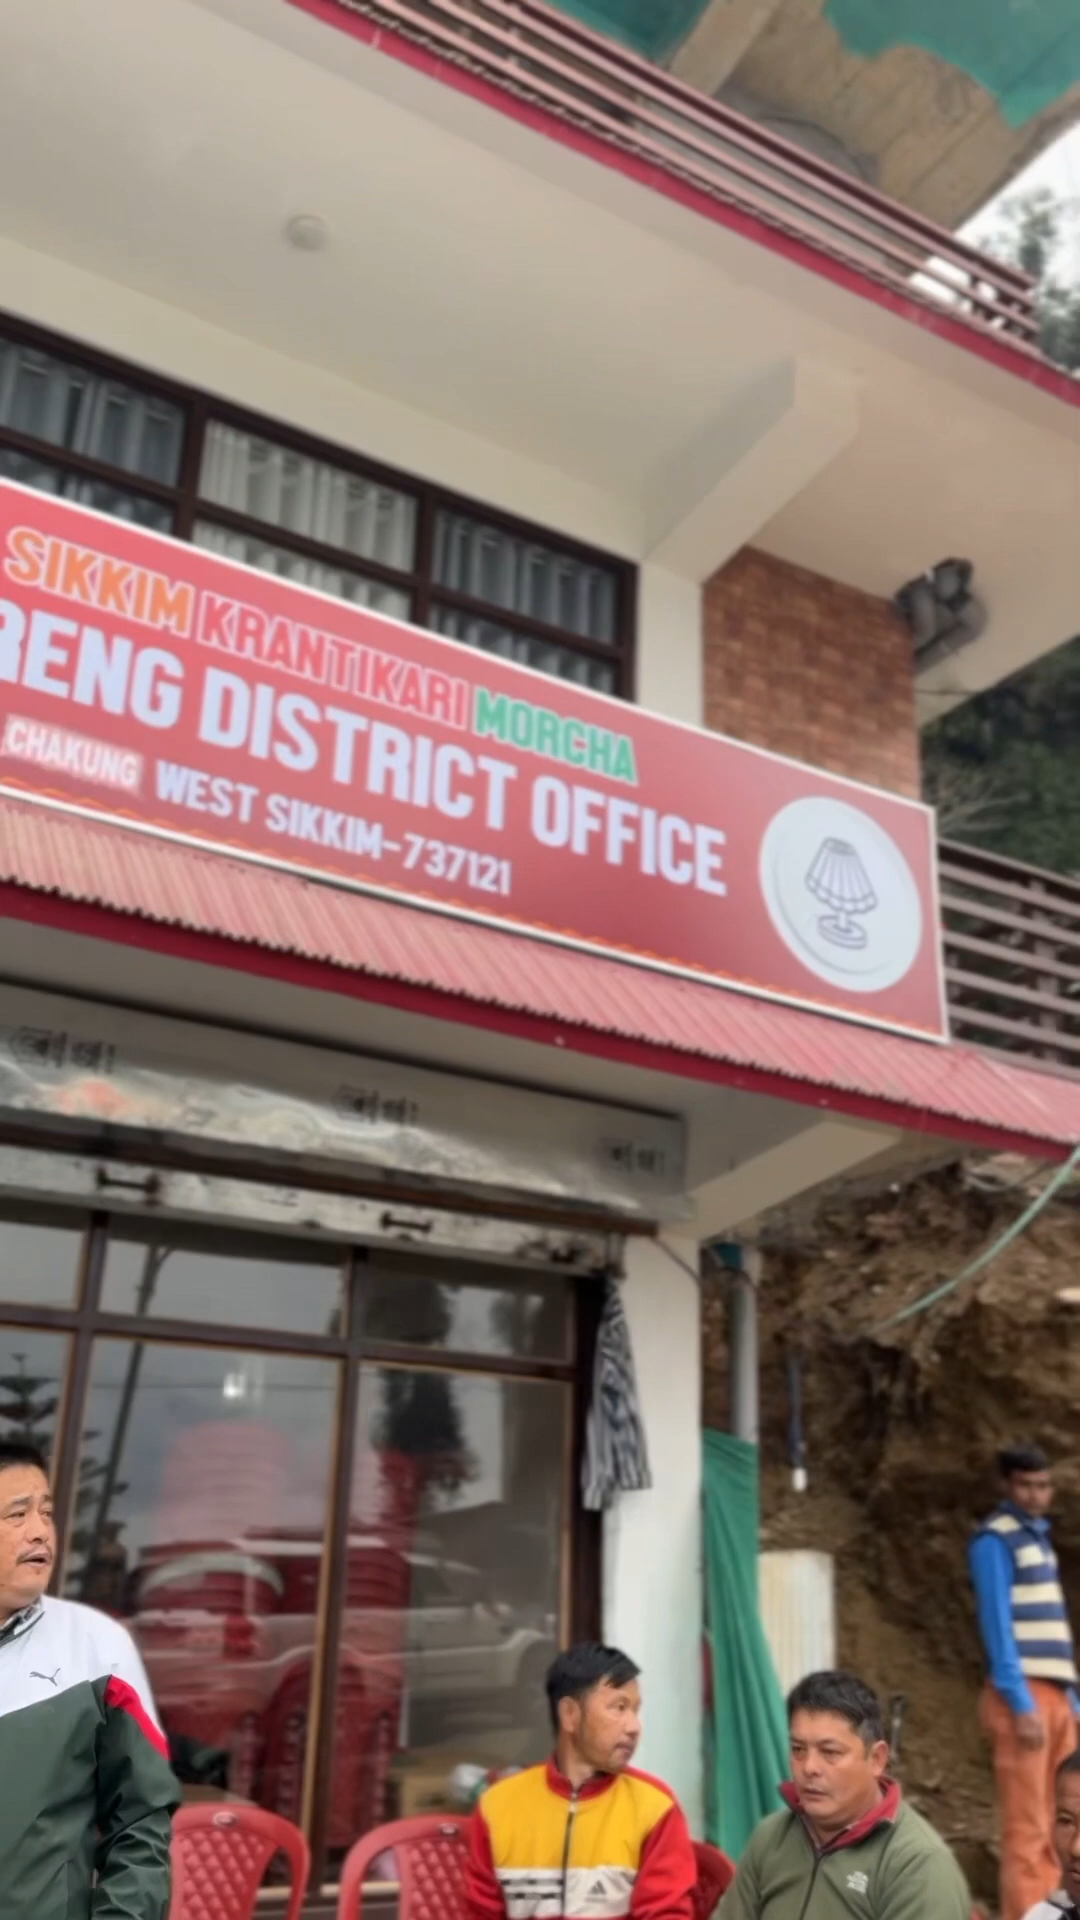 SIKKIM KRANTIKARI MORCHA
RENG DISTRICT OFFICE
CHAKUNG WEST SIKKIM-737121